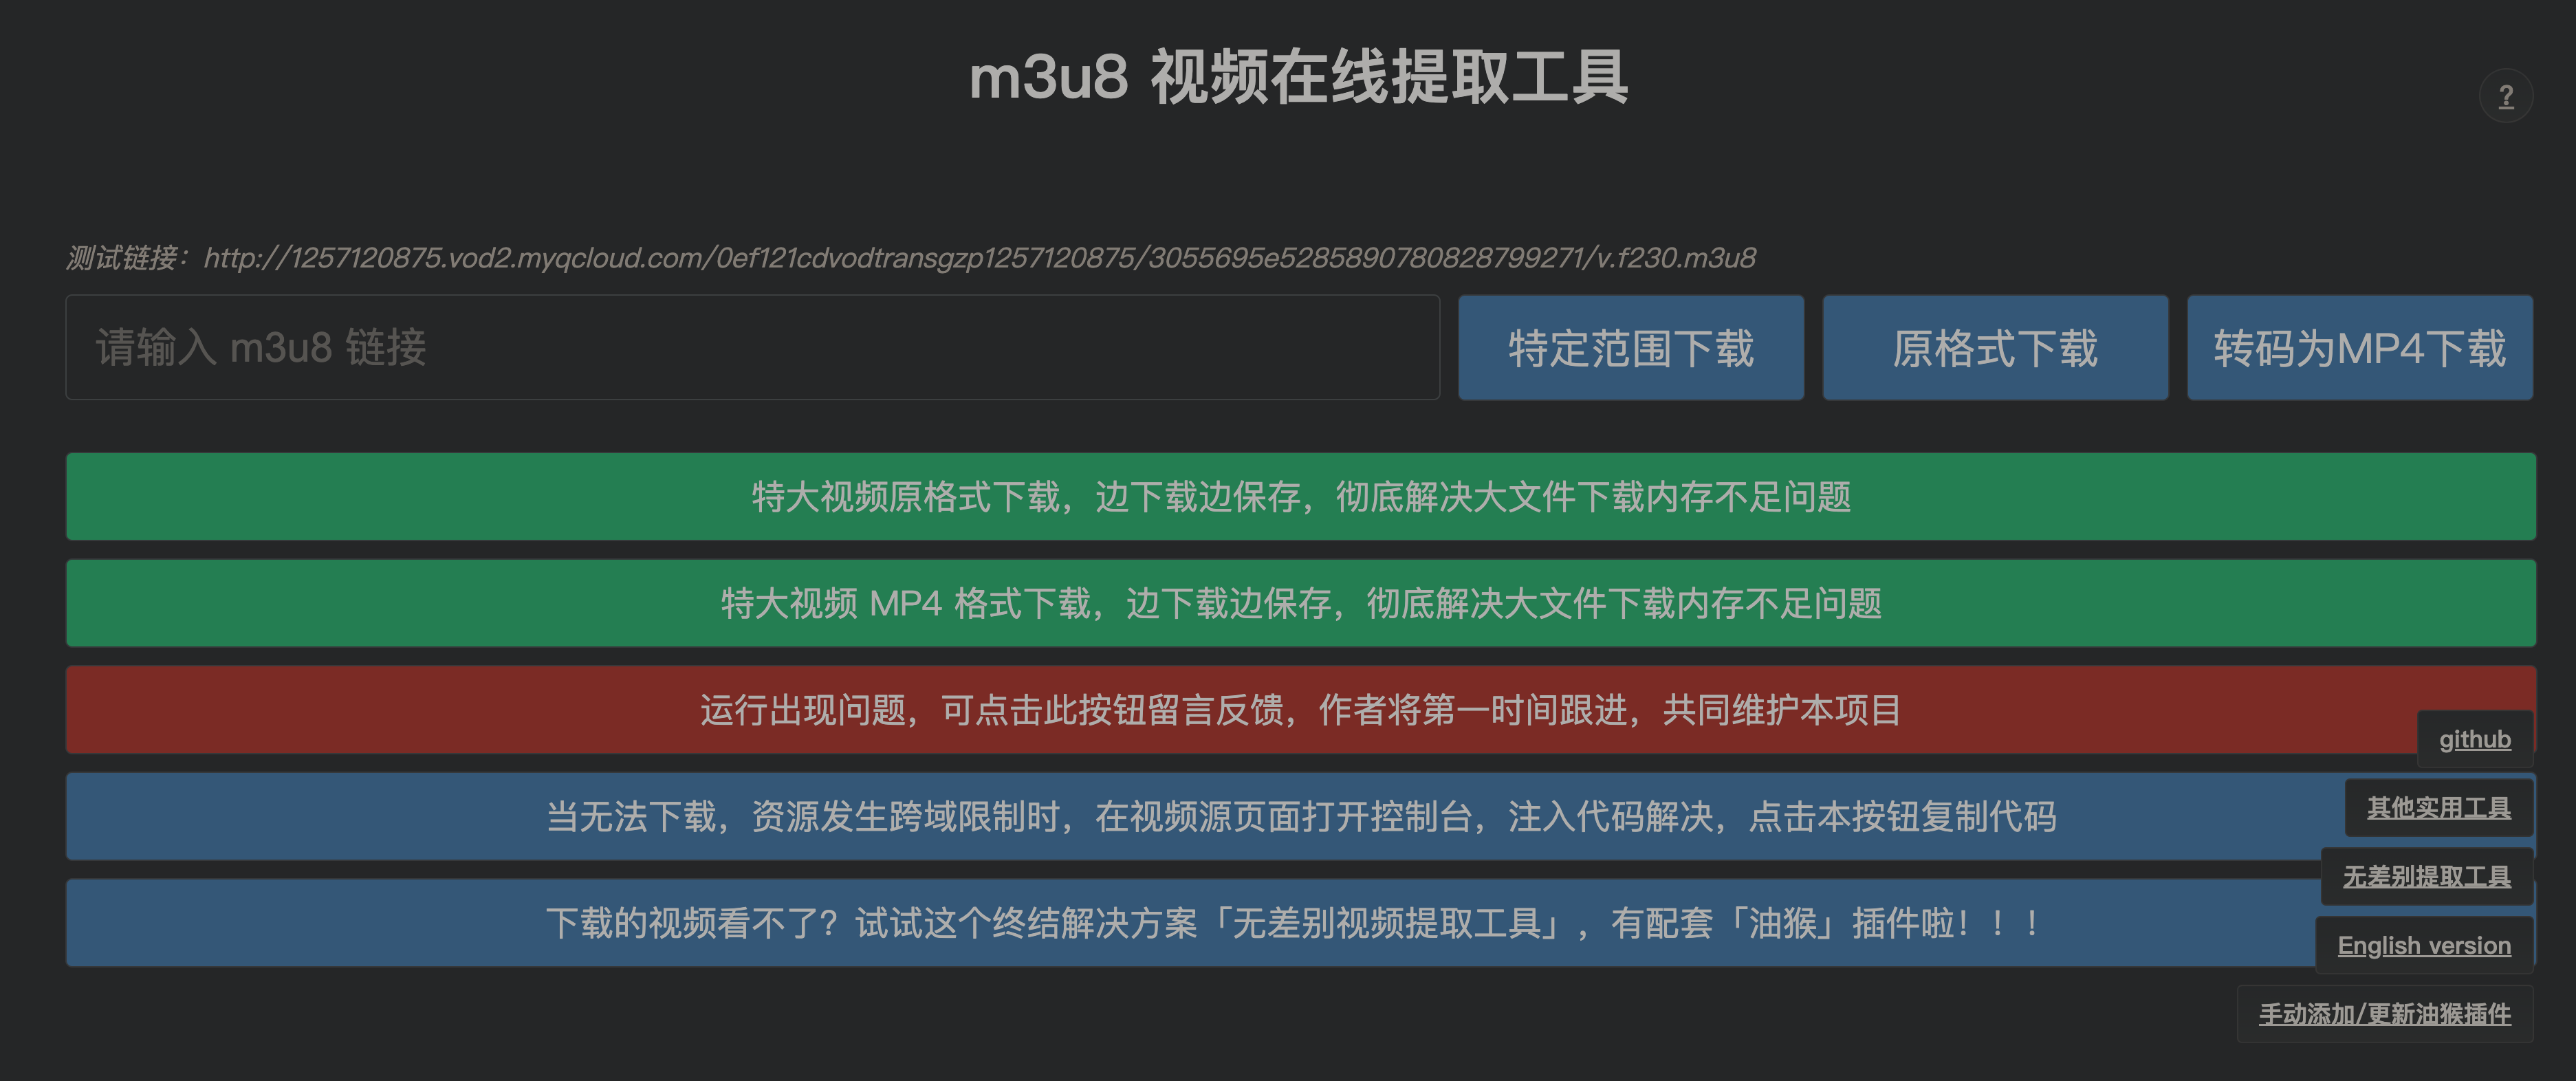 m3u8 视频在线提取工具
?
测试链接：http://1257120875.vod2.myqcloud.com/0ef121cdvodtransgzp1257120875/3055695e5285890780828799271/v.f230.m3u8
请输入 m3u8 链接
特定范围下载
原格式下载
转码为MP4下载
特大视频原格式下载，边下载边保存，彻底解决大文件下载内存不足问题
特大视频 MP4 格式下载，边下载边保存，彻底解决大文件下载内存不足问题
运行出现问题，可点击此按钮留言反馈，作者将第一时间跟进，共同维护本项目
github
当无法下载，资源发生跨域限制时，在视频源页面打开控制台，注入代码解决，点击本按钮复制代码
其他实用工具
无差别提取工具
下载的视频看不了？试试这个终结解决方案「无差别视频提取工具」，有配套「油猴」插件啦！！！
English version
手动添加/更新油猴插件